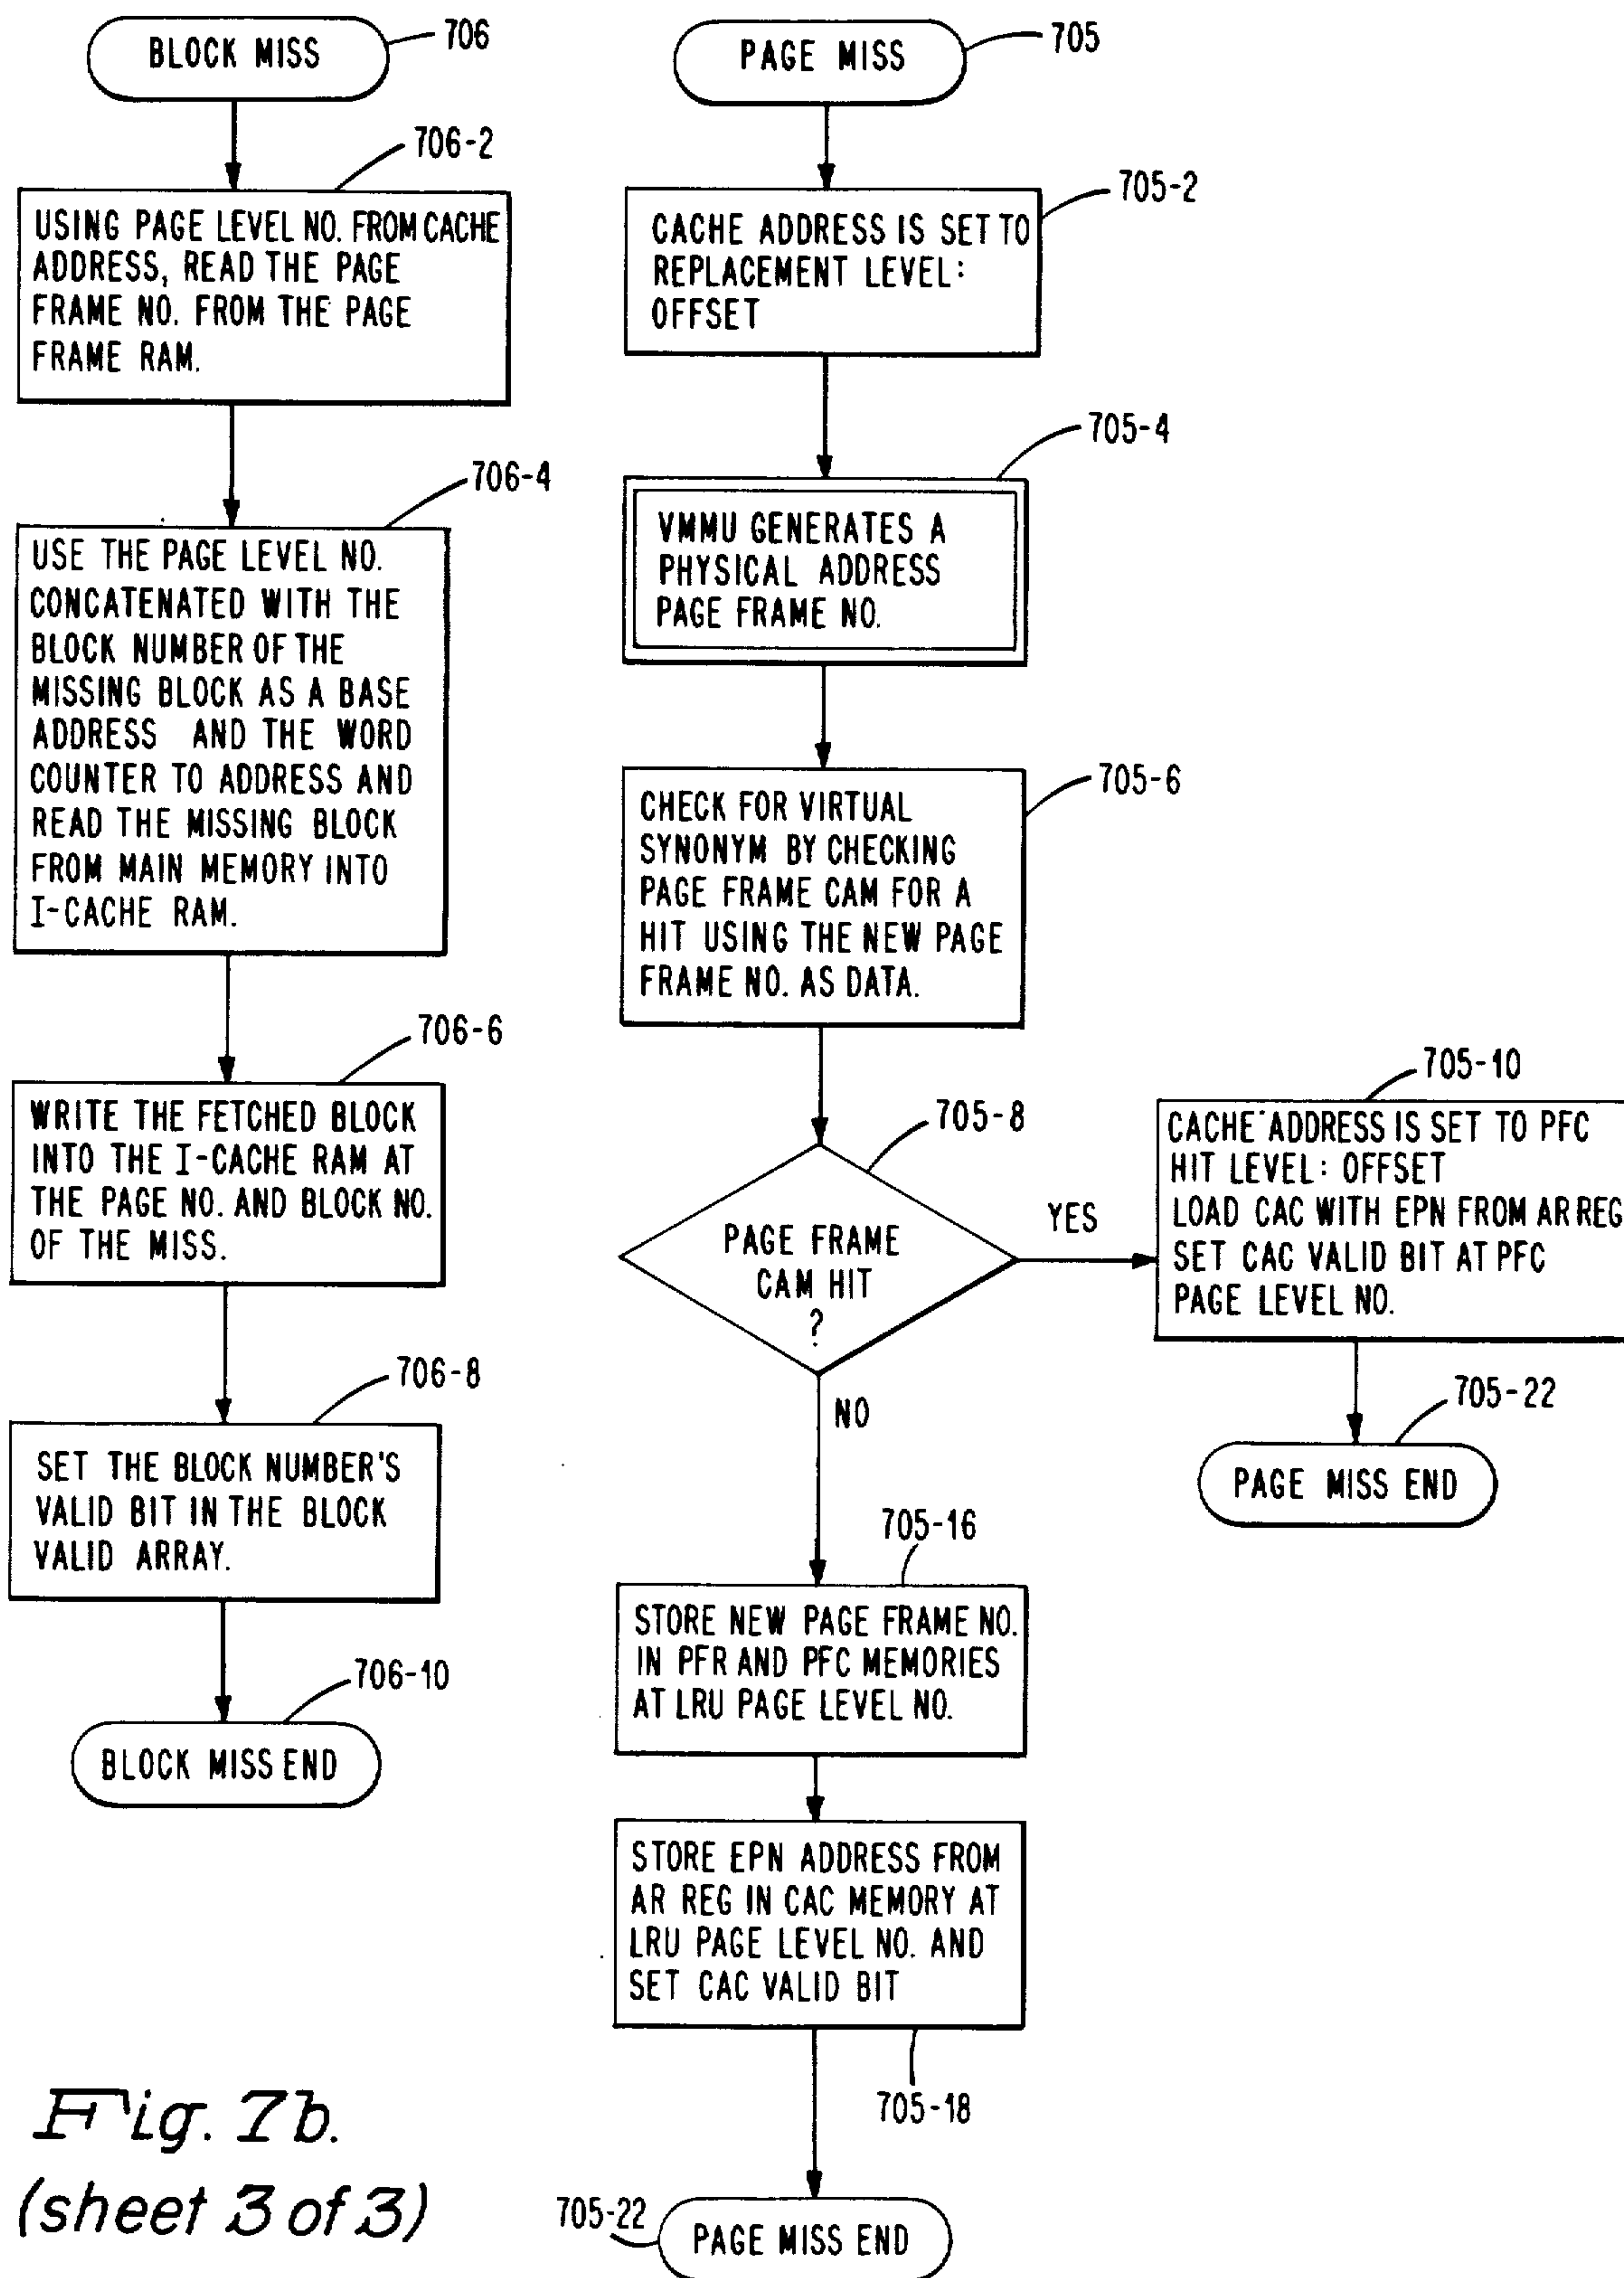 BLOCK MISS
706
706-2
USING PAGE LEVEL NO. FROM CACHE
ADDRESS, READ THE PAGE
FRAME NO. FROM THE PAGE
FRAME RAM.
706-4
USE THE PAGE LEVEL NO.
CONCATENATED WITH THE
BLOCK NUMBER OF THE
MISSING BLOCK AS A BASE
ADDRESS AND THE WORD
COUNTER TO ADDRESS AND
READ THE MISSING BLOCK
FROM MAIN MEMORY INTO
I-CACHE RAM.
706-6
WRITE THE FETCHED BLOCK
INTO THE I-CACHE RAM AT
THE PAGE NO. AND BLOCK NO.
OF THE MISS.
706-8
SET THE BLOCK NUMBER'S
VALID BIT IN THE BLOCK
VALID ARRAY.
706-10
BLOCK MISS END
PAGE MISS
705
705-2
CACHE ADDRESS IS SET TO
REPLACEMENT LEVEL:
OFFSET
705-4
VMMU GENERATES A
PHYSICAL ADDRESS
PAGE FRAME NO.
705-6
CHECK FOR VIRTUAL
SYNONYM BY CHECKING
PAGE FRAME CAM FOR A
HIT USING THE NEW PAGE
FRAME NO. AS DATA.
705-8
PAGE FRAME
CAM HIT
?
YES
705-10
CACHE ADDRESS IS SET TO PFC
HIT LEVEL: OFFSET
LOAD CAC WITH EPN FROM AR REG
SET CAC VALID BIT AT PFC
PAGE LEVEL NO.
705-22
PAGE MISS END
NO
705-16
STORE NEW PAGE FRAME NO.
IN PFR AND PFC MEMORIES
AT LRU PAGE LEVEL NO.
STORE EPN ADDRESS FROM
AR REG IN CAC MEMORY AT
LRU PAGE LEVEL NO. AND
SET CAC VALID BIT
705-18
705-22
PAGE MISS END
Fig. 7b.
(sheet 3 of 3)